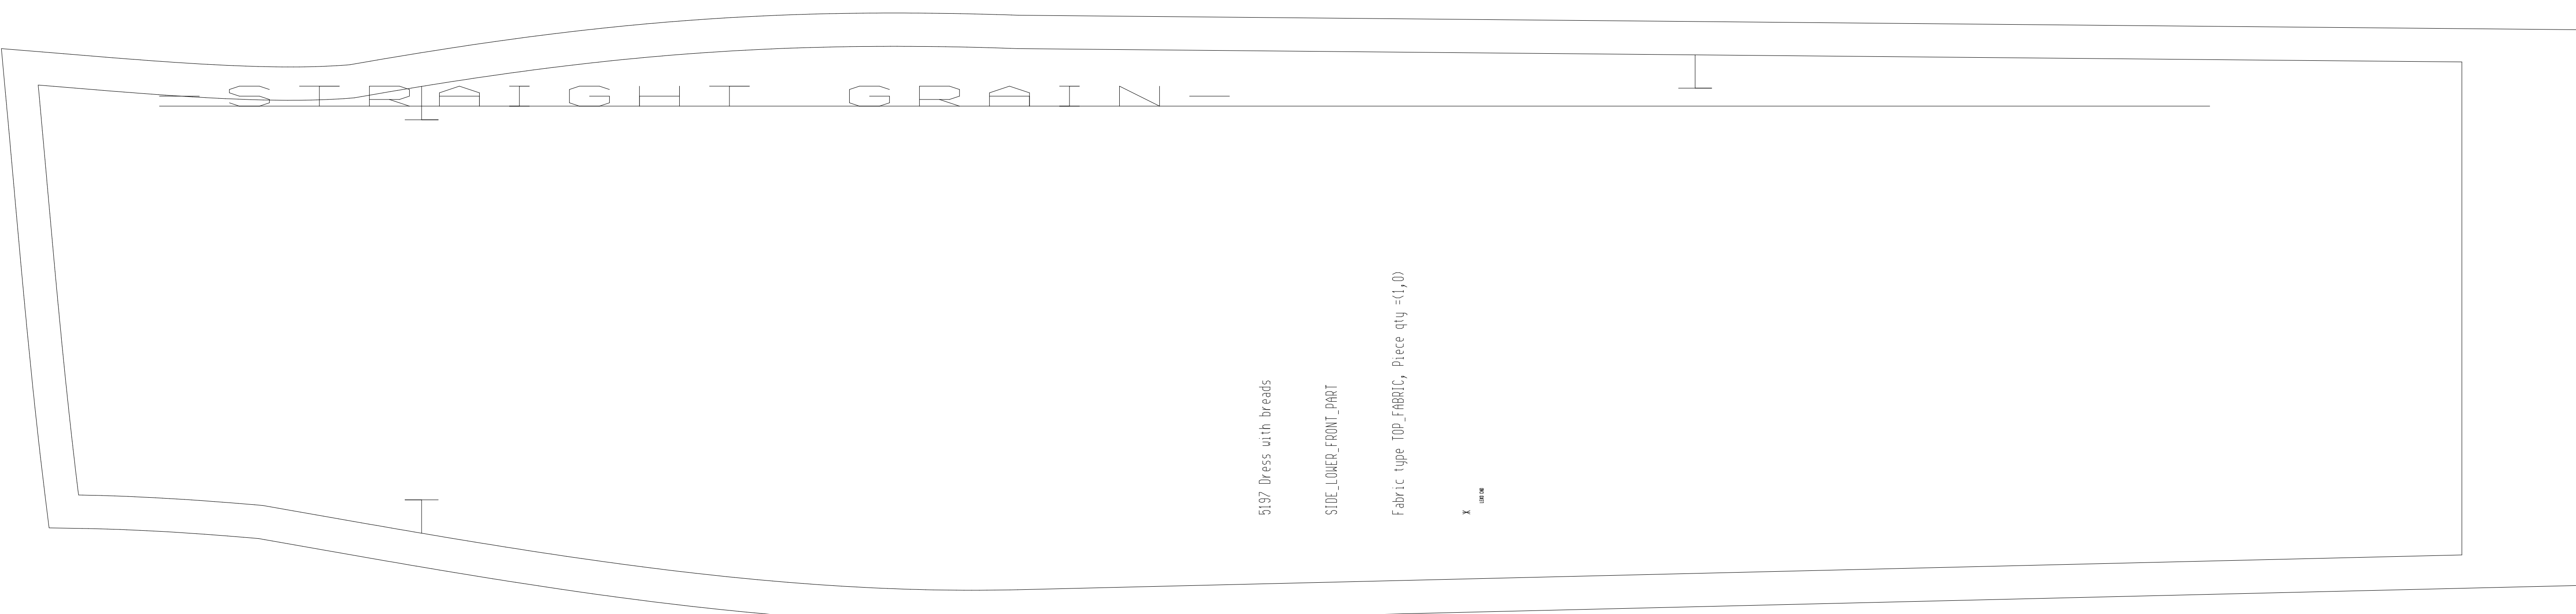 -STRAIGHT GRAIN-
5197 Dress with breads
SIDE_LOWER_FRONT_PART
Fabric type TOP_FABRIC, Piece qty =(1,0)
X